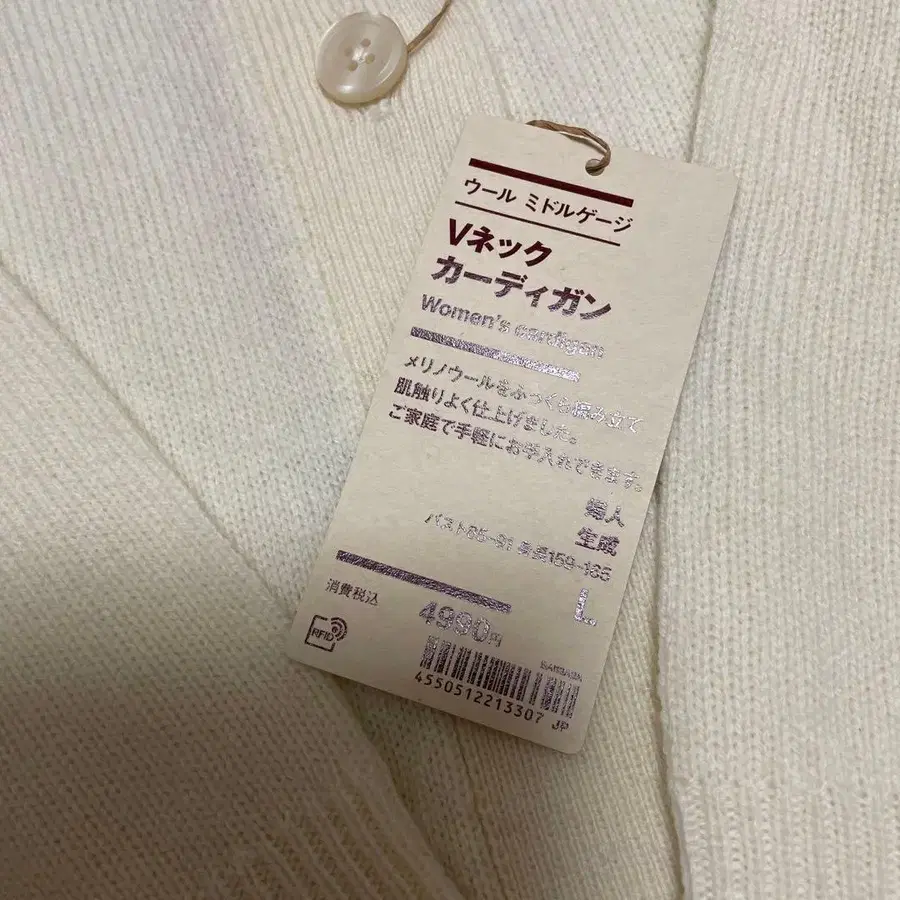 ウール ミドルゲージ
Vネック
カーディガン
Women's cardigan
メリノウールをふっくら編み立て
肌触りよく仕上げました。
ご家庭で手軽にお手入れできます。
婦人
生成
バスト85-91 身長159-165
L
消費税込
4990円
RFID
4550512213307 JP